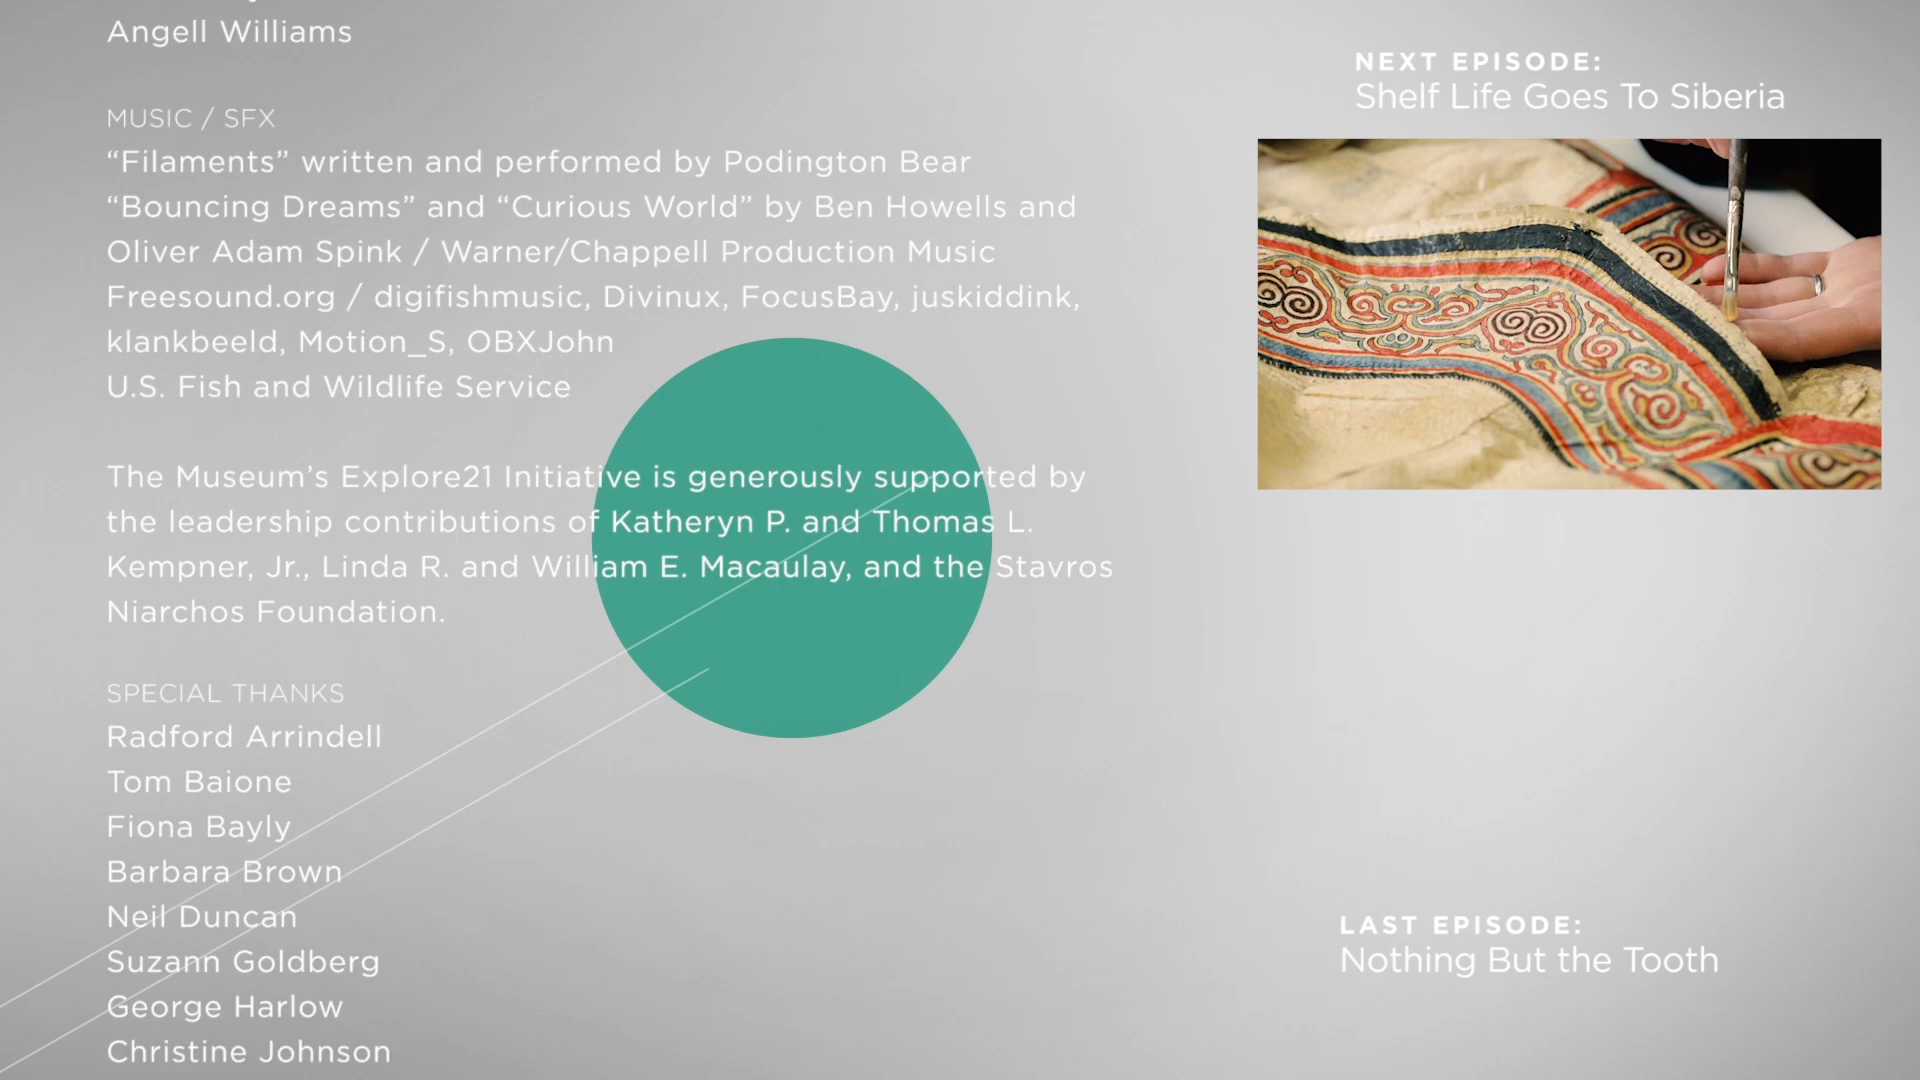 Angell Williams
MUSIC / SFX
“Filaments” written and performed by Podington Bear
“Bouncing Dreams” and “Curious World” by Ben Howells and
Oliver Adam Spink / Warner/Chappell Production Music
Freesound.org / digifishmusic, Divinux, FocusBay, juskiddink,
klankbeeld, Motion_S, OBXJohn
U.S. Fish and Wildlife Service
The Museum’s Explore21 Initiative is generously supported by
the leadership contributions of Katheryn P. and Thomas L.
Kempner, Jr., Linda R. and William E. Macaulay, and the Stavros
Niarchos Foundation.
SPECIAL THANKS
Radford Arrindell
Tom Baione
Fiona Bayly
Barbara Brown
Neil Duncan
Suzann Goldberg
George Harlow
Christine Johnson
NEXT EPISODE:
Shelf Life Goes To Siberia
LAST EPISODE:
Nothing But the Tooth